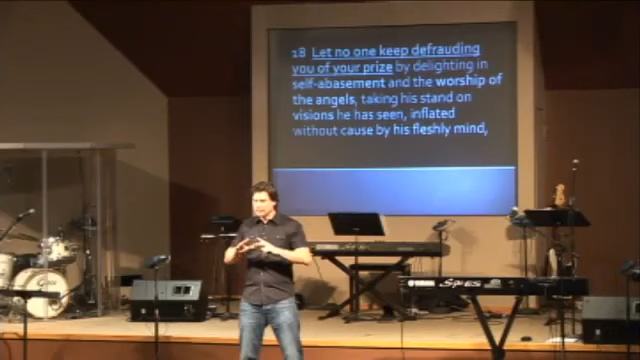 18 Let no one keep defrauding
you of your prize by delighting in
self-abasement and the worship of
the angels, taking his stand on
visions he has seen, inflated
without cause by his fleshly mind,